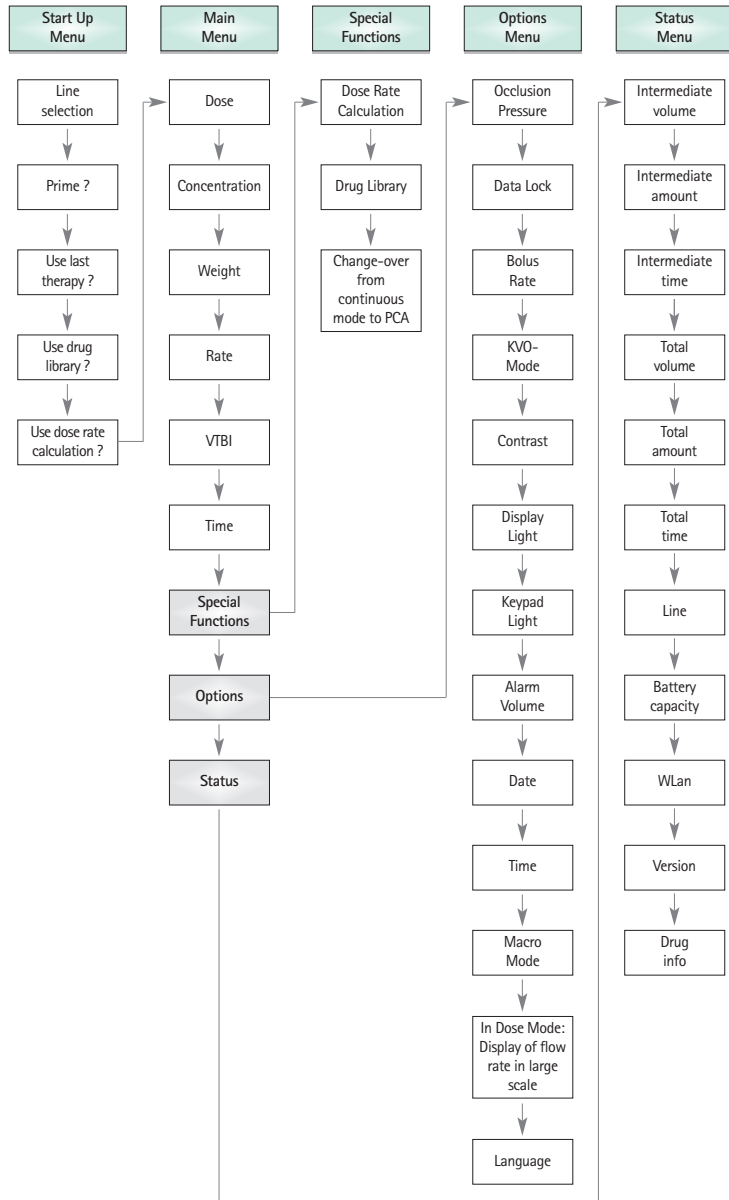 Start Up
Menu
Line
selection
Prime ?
Use last
therapy ?
Use drug
library ?
Use dose rate
calculation ?
Main
Menu
Dose
Concentration
Weight
Rate
VTBI
Time
Special
Functions
Options
Status
Special
Functions
Dose Rate
Calculation
Drug Library
Change-over
from
continuous
mode to PCA
Options
Menu
Occlusion
Pressure
Data Lock
Bolus
Rate
KVO-
Mode
Contrast
Display
Light
Keypad
Light
Alarm
Volume
Date
Time
Macro
Mode
In Dose Mode:
Display of flow
rate in large
scale
Language
Status
Menu
Intermediate
volume
Intermediate
amount
Intermediate
time
Total
volume
Total
amount
Total
time
Line
Battery
capacity
WLan
Version
Drug
info